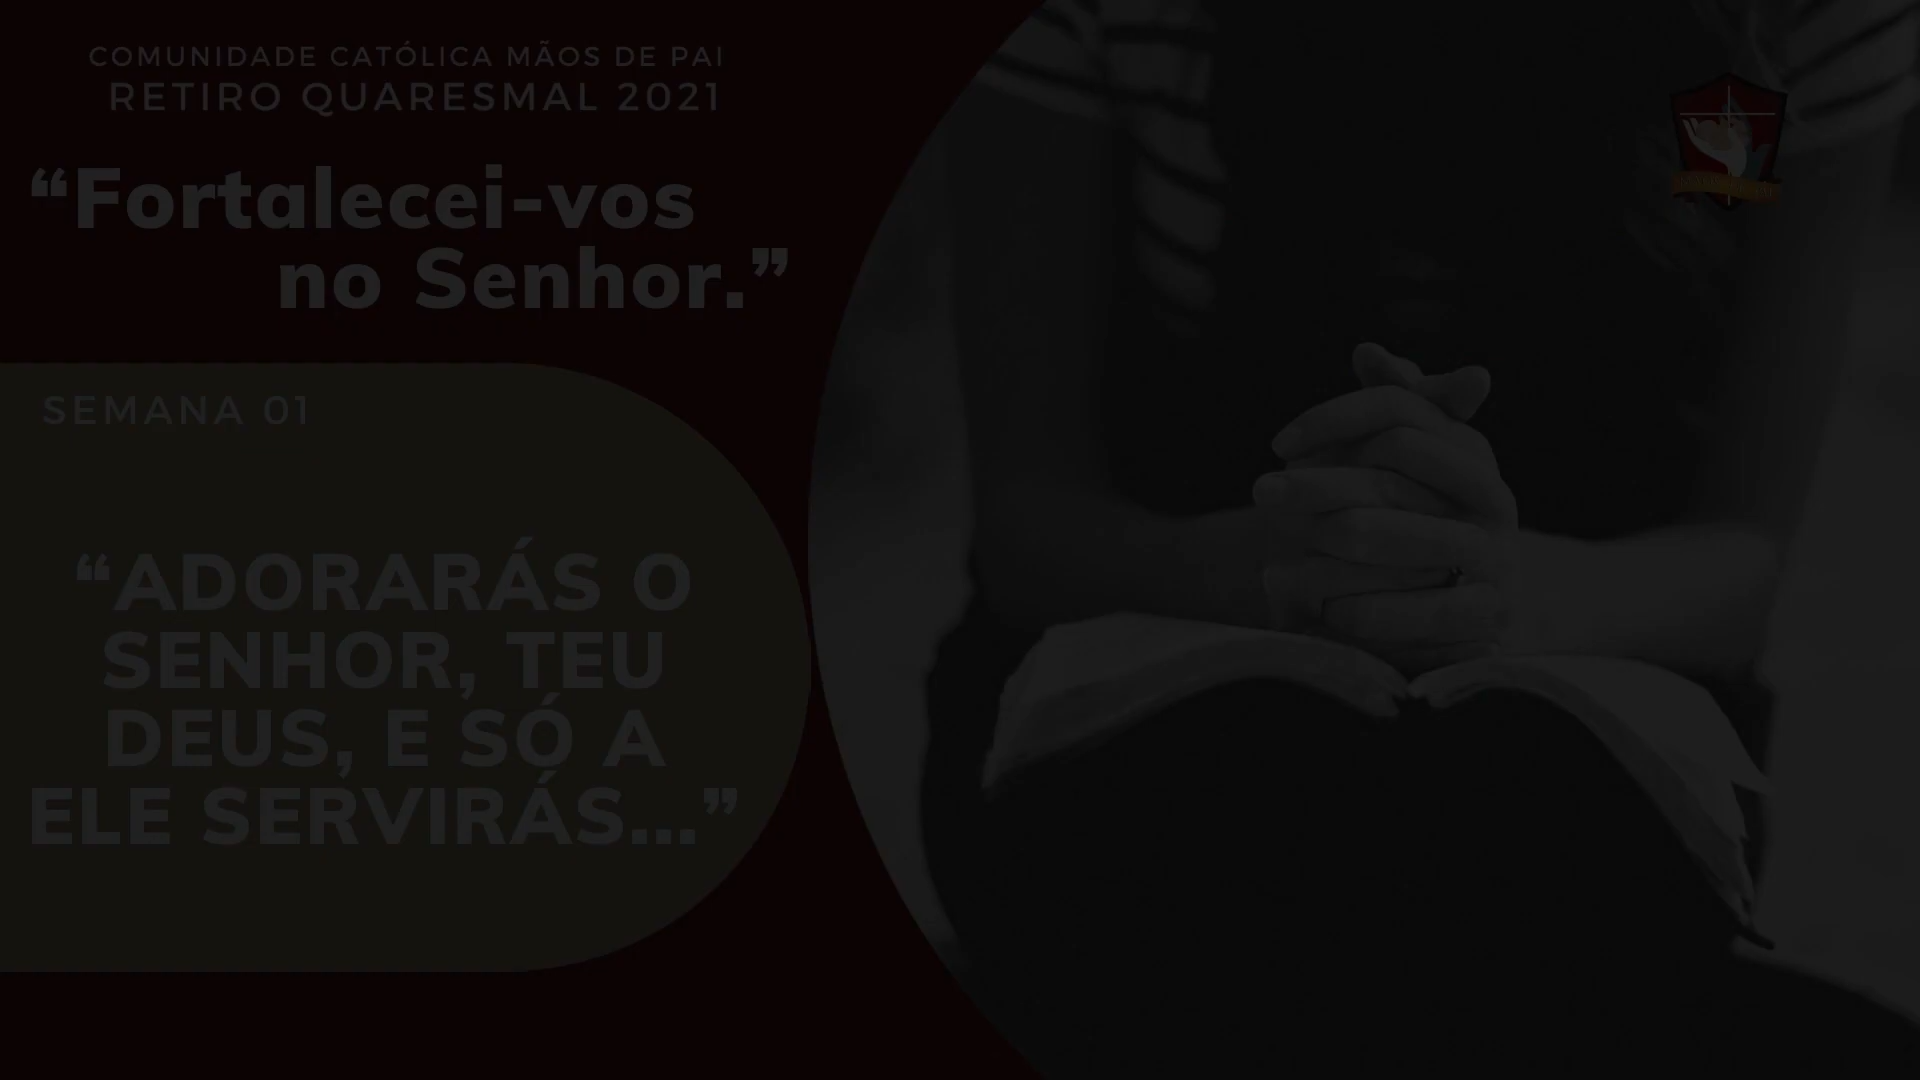 COMUNIDADE CATÓLICA MÃOS DE PAI
RETIRO QUARESMAL 2021
“Fortalecei-vos
no Senhor.”
SEMANA 01
“ADORARÁS O
SENHOR, TEU
DEUS, E SÓ A
ELE SERVIRÁS...”